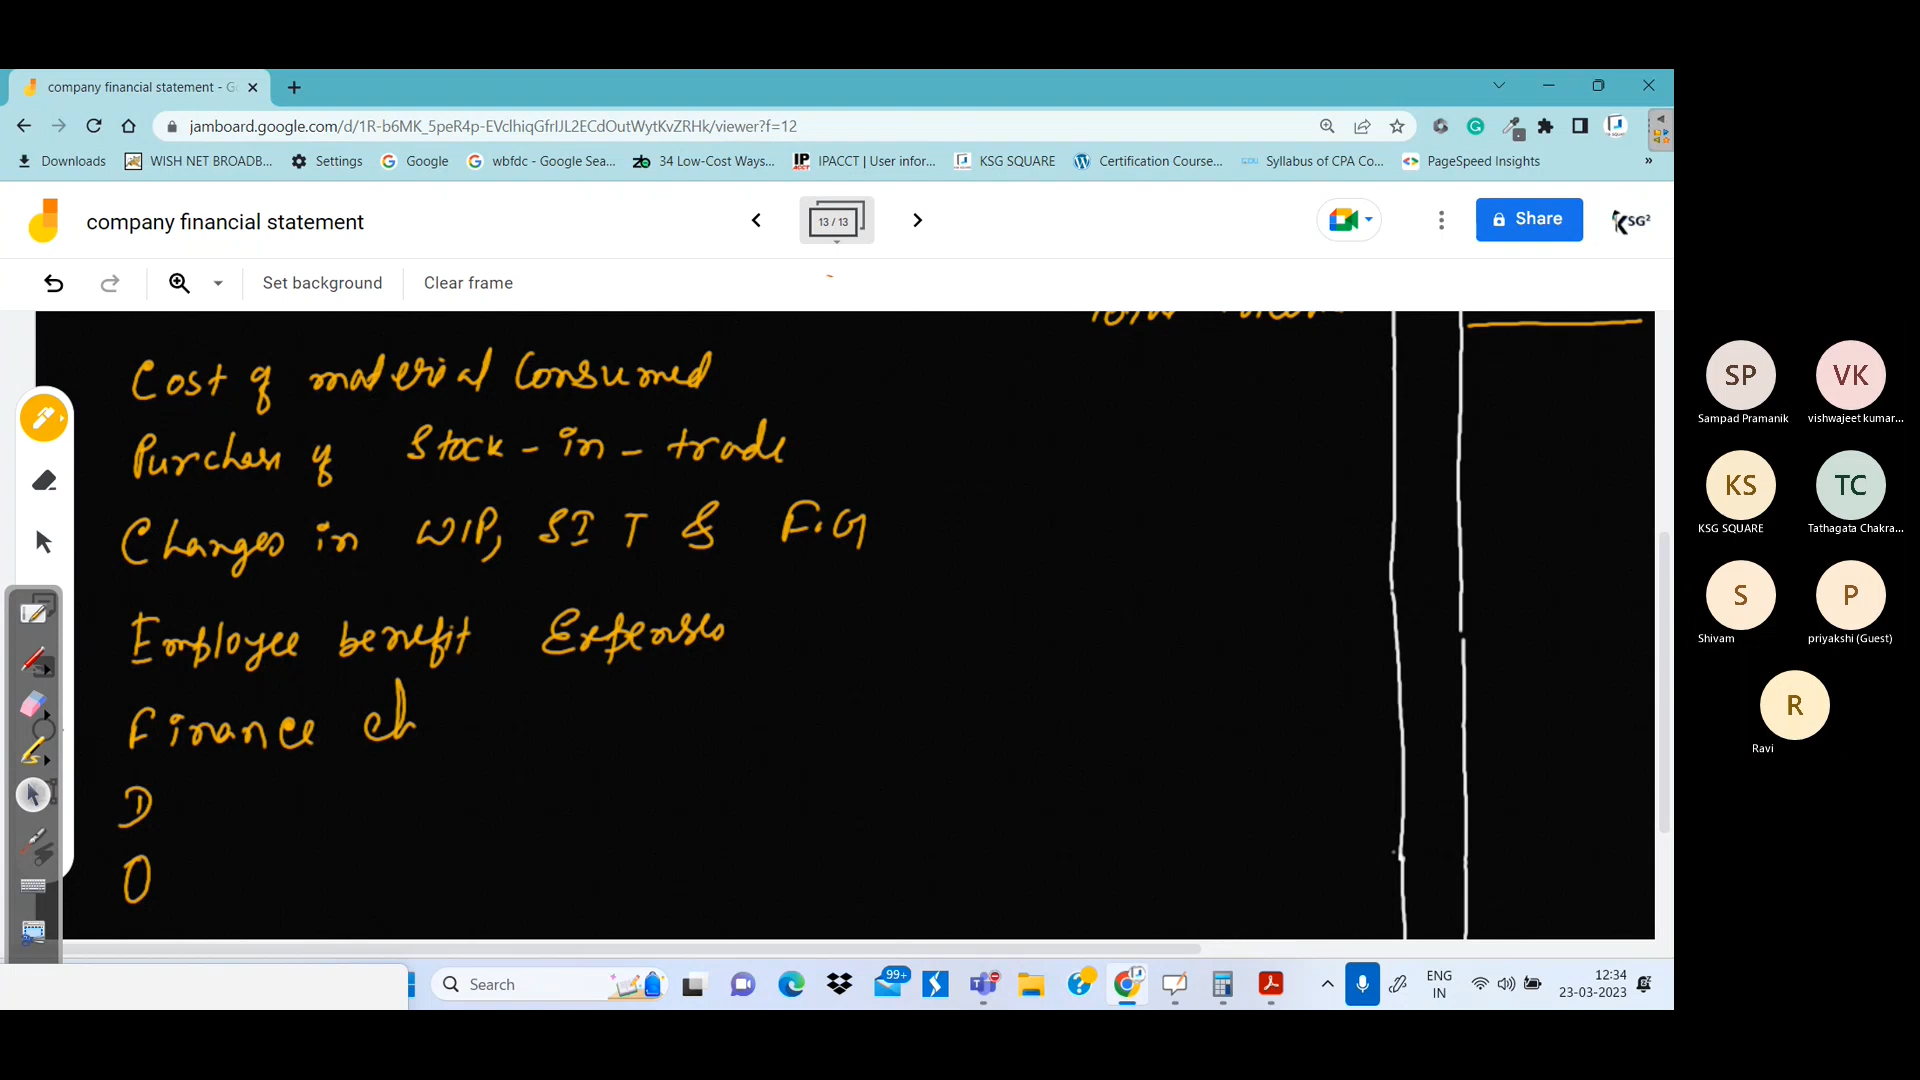 company financial statement - G
jamboard.google.com/d/1R-b6MK_5peR4p-EVclhiqGfrIJL2ECdOutWytKvZRHk/viewer?f=12
Downloads WISH NET BROADB... Settings Google wbfdc - Google Sea... 34 Low-Cost Ways... IPACCT | User infor... KSG SQUARE Certification Course... Syllabus of CPA Co... PageSpeed Insights »
company financial statement
13 / 13
Share
KSG²
Set background Clear frame
Cost of material Consumed
Purchase of Stock-in-trade
Changes in WIP, SIT & F.G
Employee benefit Expenses
Finance ch
D
O
SP
Sampad Pramanik
VK
vishwajeet kumar...
KS
KSG SQUARE
TC
Tathagata Chakra...
S
Shivam
P
priyakshi (Guest)
R
Ravi
Search
99+
ENG
IN
12:34
23-03-2023